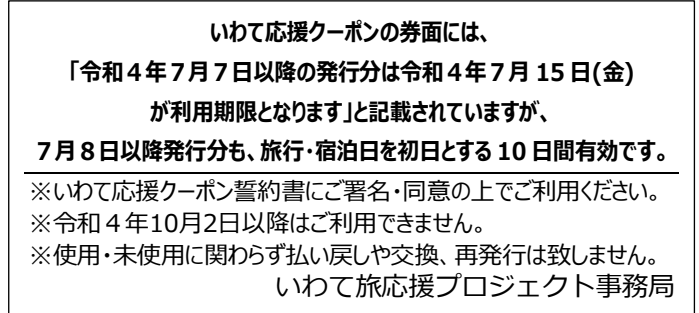 いわて応援クーポンの券面には、
「令和４年７月７日以降の発行分は令和４年７月 15 日(金)
が利用期限となります」と記載されていますが、
７月８日以降発行分も、旅行・宿泊日を初日とする 10 日間有効です。
※いわて応援クーポン誓約書にご署名・同意の上でご利用ください。
※令和４年10月2日以降はご利用できません。
※使用・未使用に関わらず払い戻しや交換、再発行は致しません。
いわて旅応援プロジェクト事務局